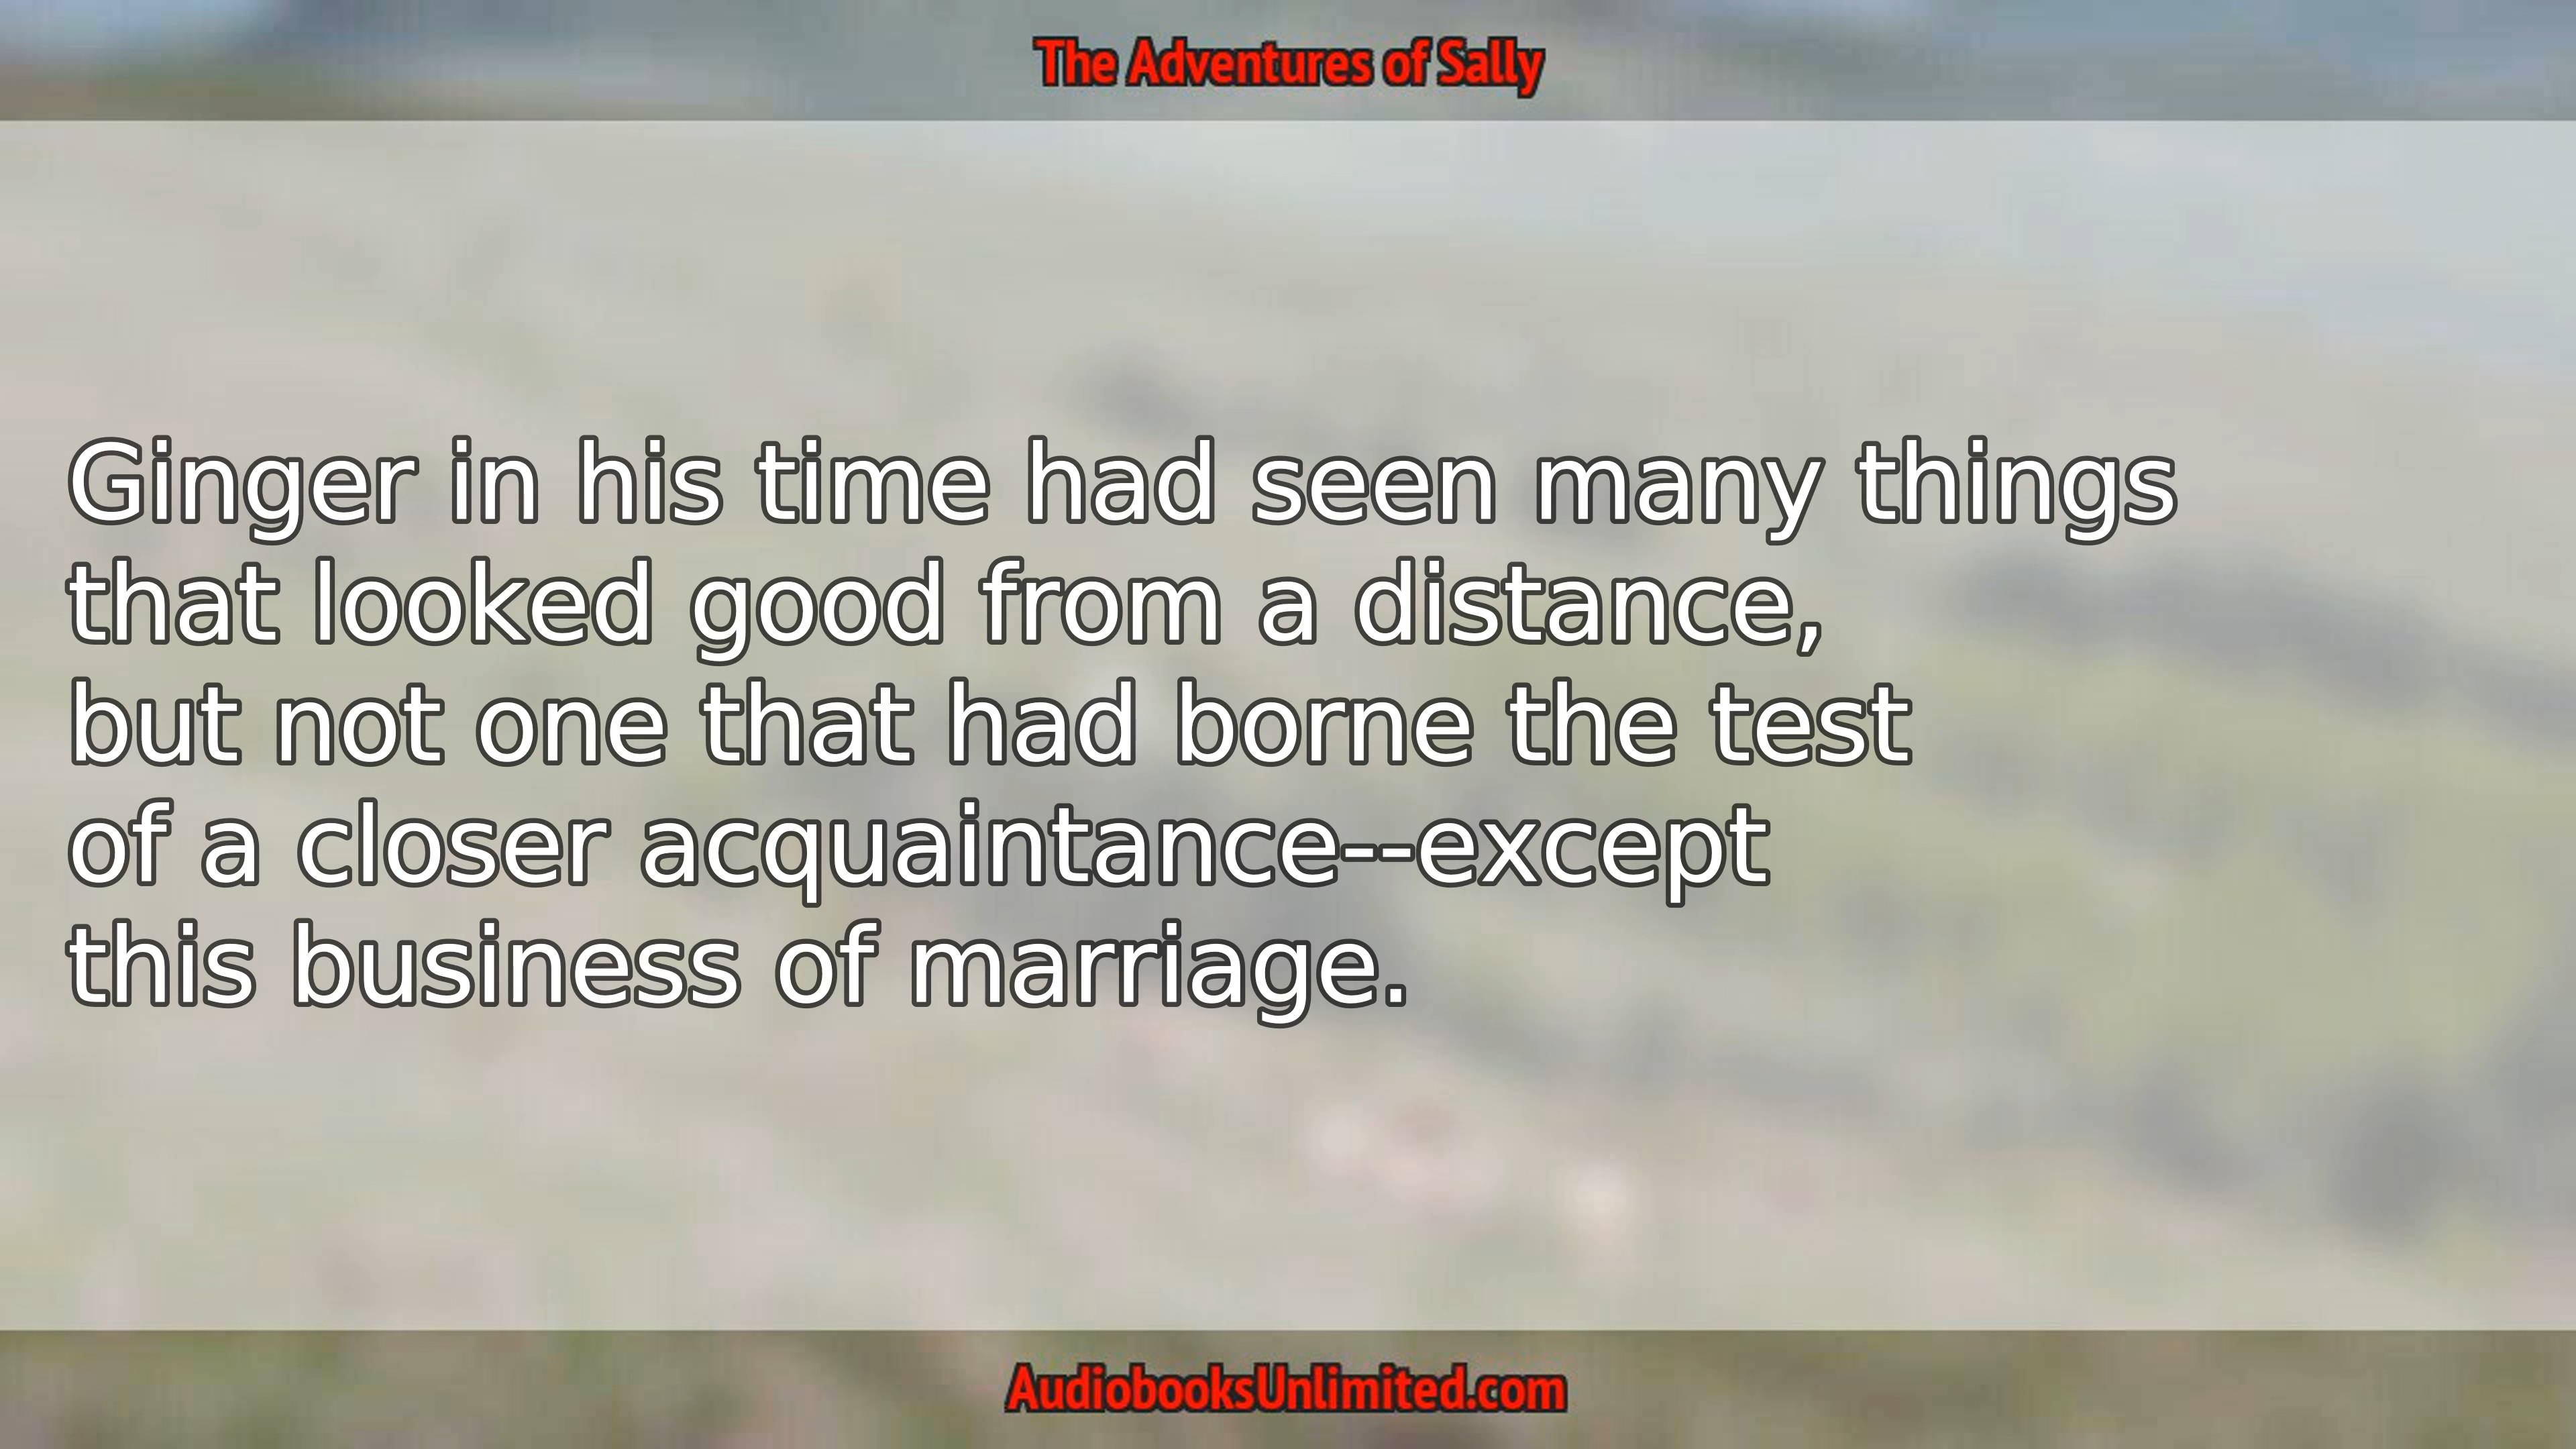 The Adventures of Sally
Ginger in his time had seen many things
that looked good from a distance,
but not one that had borne the test
of a closer acquaintance--except
this business of marriage.
AudiobooksUnlimited.com